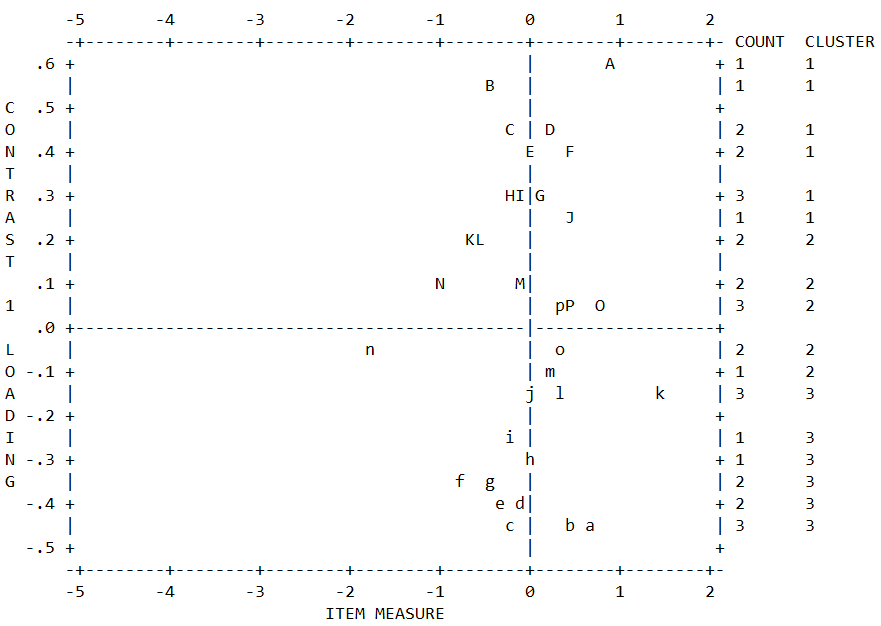 -5       -4       -3       -2       -1         0        1        2
      -+--------+--------+--------+--------+--------+--------+--------+- COUNT  CLUSTER
   .6 +                                             |       A          + 1      1
      |                                         B   |                  | 1      1
C  .5 +                                             |                  +
O     |                                           C | D                | 2      1
N  .4 +                                             E   F              + 2      1
T     |                                             |                  |
R  .3 +                                           HI|G                 + 3      1
A     |                                             |   J              | 1      1
S  .2 +                                       KL    |                  + 2      2
T     |                                             |                  |
   .1 +                                    N       M|                  + 2      2
1     |                                             |  pP  O           | 3      2
   .0 +---------------------------------------------|------------------+
L     |                             n               |  o               | 2      2
O -.1 +                                             | m                + 1      2
A     |                                             j  l         k     | 3      3
D -.2 +                                             |                  +
I     |                                           i |                  | 1      3
N -.3 +                                             h                  + 1      3
G     |                                      f  g   |                  | 2      3
  -.4 +                                          e d|                  + 2      3
      |                                           c |   b a            | 3      3
  -.5 +                                             |                  +
      -+--------+--------+--------+--------+--------+--------+--------+-
      -5       -4       -3       -2       -1         0        1        2
                                ITEM MEASURE